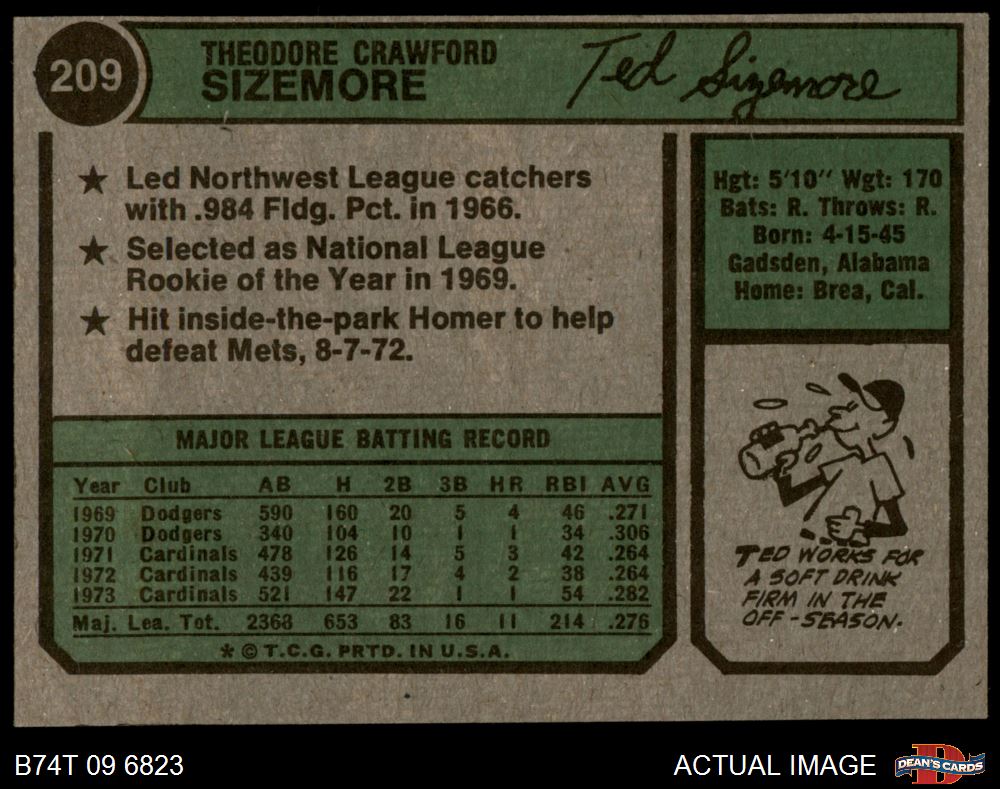 209
THEODORE CRAWFORD
SIZEMORE
Ted Sizemore
★ Led Northwest League catchers
with .984 Fldg. Pct. in 1966.
★ Selected as National League
Rookie of the Year in 1969.
★ Hit inside-the-park Homer to help
defeat Mets, 8-7-72.
Hgt: 5'10" Wgt: 170
Bats: R. Throws: R.
Born: 4-15-45
Gadsden, Alabama
Home: Brea, Cal.
MAJOR LEAGUE BATTING RECORD
Year Club AB H 2B 3B HR RBI AVG
1969 Dodgers 590 160 20 5 4 46 .271
1970 Dodgers 340 104 10 1 1 34 .306
1971 Cardinals 478 126 14 5 3 42 .264
1972 Cardinals 439 116 17 4 2 38 .264
1973 Cardinals 521 147 22 1 1 54 .282
Maj. Lea. Tot. 2368 653 83 16 11 214 .276
* © T.C.G. PRTD. IN U.S.A.
TED WORKS FOR
A SOFT DRINK
FIRM IN THE
OFF-SEASON.
B74T 09 6823
ACTUAL IMAGE
DEAN'S CARDS